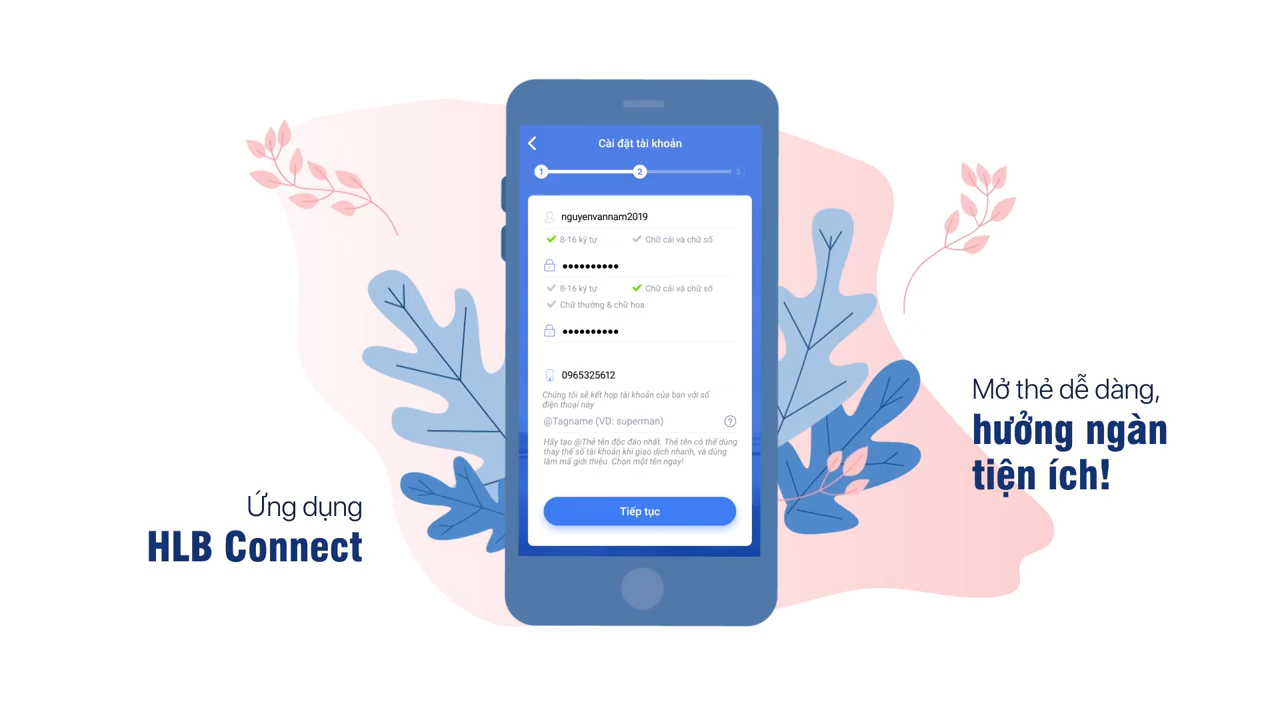 Cài đặt tài khoản
1 2 3
nguyenvannam2019
8-16 ký tự Chữ cái và chữ số
••••••••••
8-16 ký tự Chữ cái và chữ số
Chữ thường & chữ hoa
••••••••••
0965325612
Chúng tôi sẽ kết hợp tài khoản của bạn với số
điện thoại này
@Tagname (VD: superman) ?
Hãy tạo @Thẻ tên độc đáo nhất. Thẻ tên có thể dùng
thay thế số tài khoản khi giao dịch nhanh, và dùng
làm mã giới thiệu. Chọn một tên ngay!
Tiếp tục
Ứng dụng
HLB Connect
Mở thẻ dễ dàng,
hưởng ngàn
tiện ích!